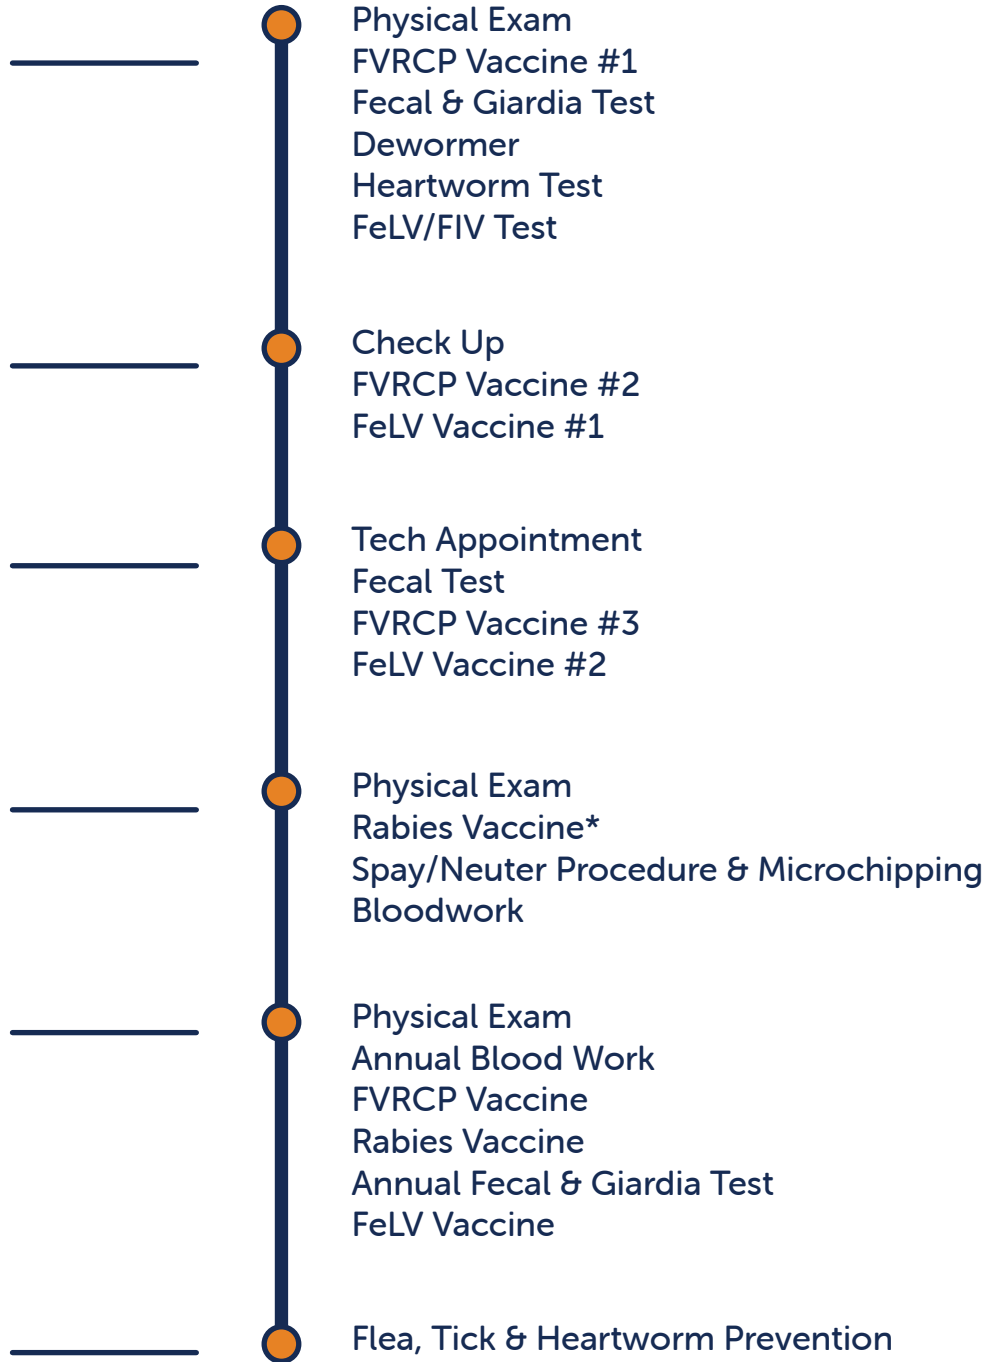 Physical Exam
FVRCP Vaccine #1
Fecal & Giardia Test
Dewormer
Heartworm Test
FeLV/FIV Test
Check Up
FVRCP Vaccine #2
FeLV Vaccine #1
Tech Appointment
Fecal Test
FVRCP Vaccine #3
FeLV Vaccine #2
Physical Exam
Rabies Vaccine*
Spay/Neuter Procedure & Microchipping
Bloodwork
Physical Exam
Annual Blood Work
FVRCP Vaccine
Rabies Vaccine
Annual Fecal & Giardia Test
FeLV Vaccine
Flea, Tick & Heartworm Prevention